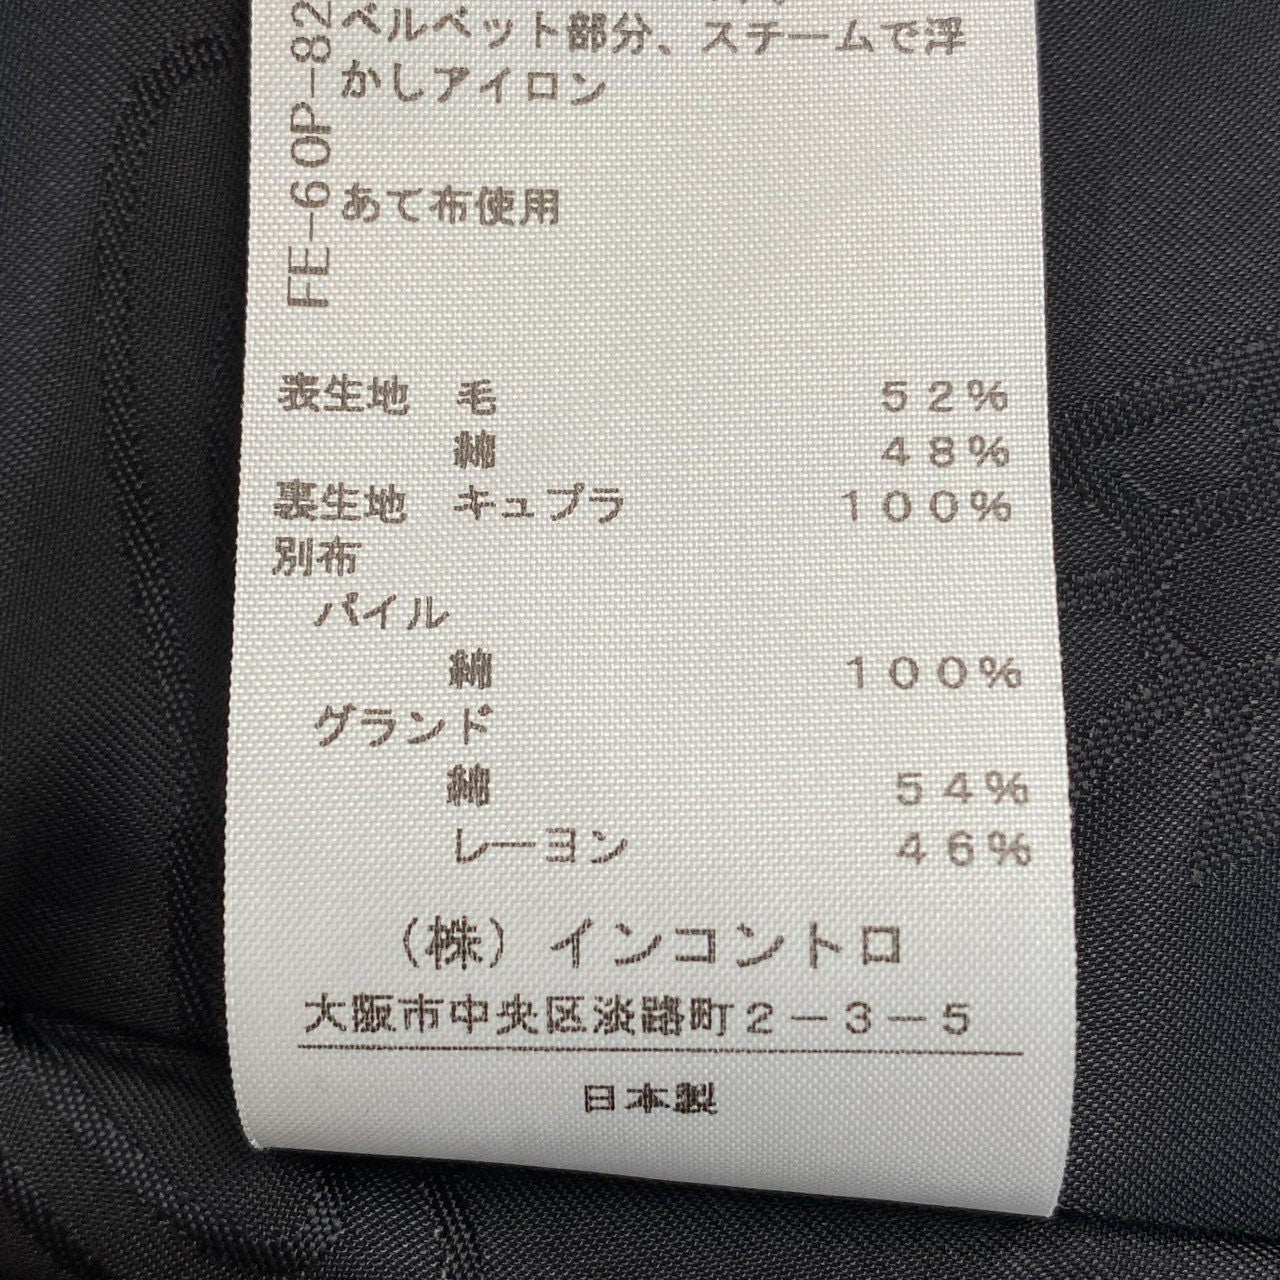 ベルベット部分、スチームで浮
かしアイロン
あて布使用
FE-60P-82
表生地 毛 52%
綿 48%
裏生地 キュプラ 100%
別布
パイル
綿 100%
グランド
綿 54%
レーヨン 46%
(株)インコントロ
大阪市中央区淡路町2-3-5
日本製